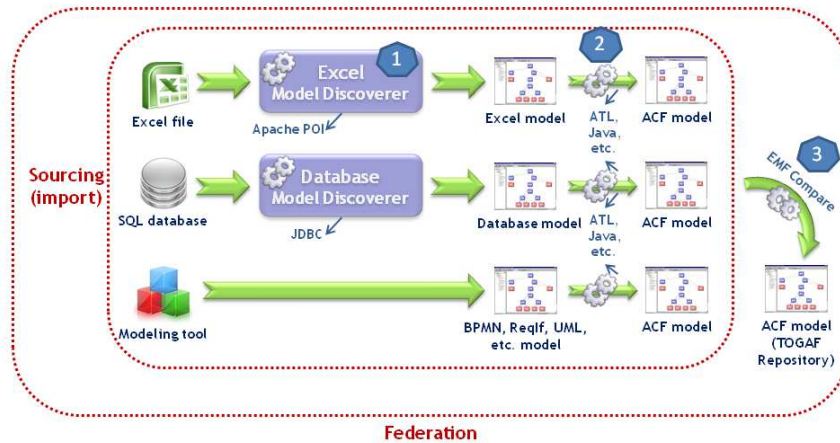 1
2
3
Excel
Model Discoverer
Excel file
Apache POI
Excel model
ATL,
Java,
etc.
ACF model
Sourcing
(import)
EMF Compare
Database
Model Discoverer
SQL database
JDBC
Database model
ATL,
Java,
etc.
ACF model
Modeling tool
BPMN, ReqIf, UML,
etc. model
ACF model
ACF model
(TOGAF
Repository)
Federation